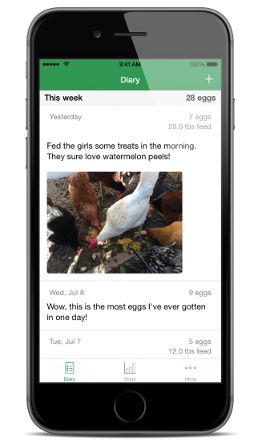 9:41 AM
100%
Diary
+
This week 28 eggs
Yesterday 7 eggs
20.0 lbs feed
Fed the girls some treats in the morning.
They sure love watermelon peels!
Wed, Jul 8 9 eggs
Wow, this is the most eggs I've ever gotten
in one day!
Tue, Jul 7 5 eggs
12.0 lbs feed
Diary Stats More